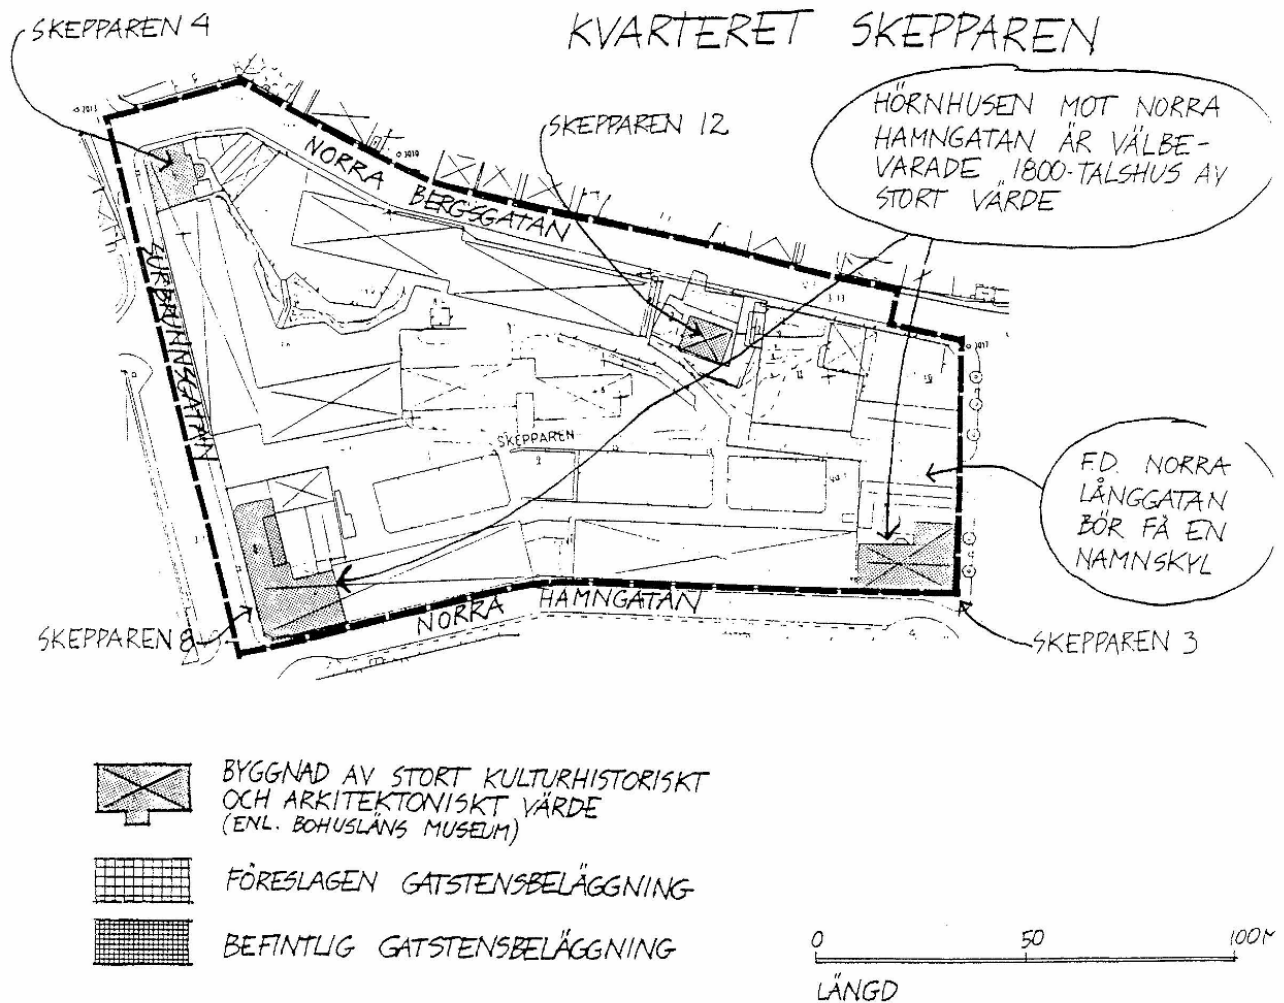 KVARTERET SKEPPAREN
SKEPPAREN 4
SKEPPAREN 12
HÖRNHUSEN MOT NORRA
HAMNGATAN ÄR VÄLBE-
VARADE 1800-TALSHUS AV
STORT VÄRDE
NORRA
BERGSGATAN
SURBRUNNSGATAN
SKEPPAREN
F.D. NORRA
LÅNGGATAN
BÖR FÅ EN
NAMNSKYL
NORRA HAMNGATAN
SKEPPAREN 8
SKEPPAREN 3
BYGGNAD AV STORT KULTURHISTORISKT
OCH ARKITEKTONISKT VÄRDE
(ENL. BOHUSLÄNS MUSEUM)
FÖRESLAGEN GATSTENSBELÄGGNING
BEFINTLIG GATSTENSBELÄGGNING
0 50 100M
LÄNGD